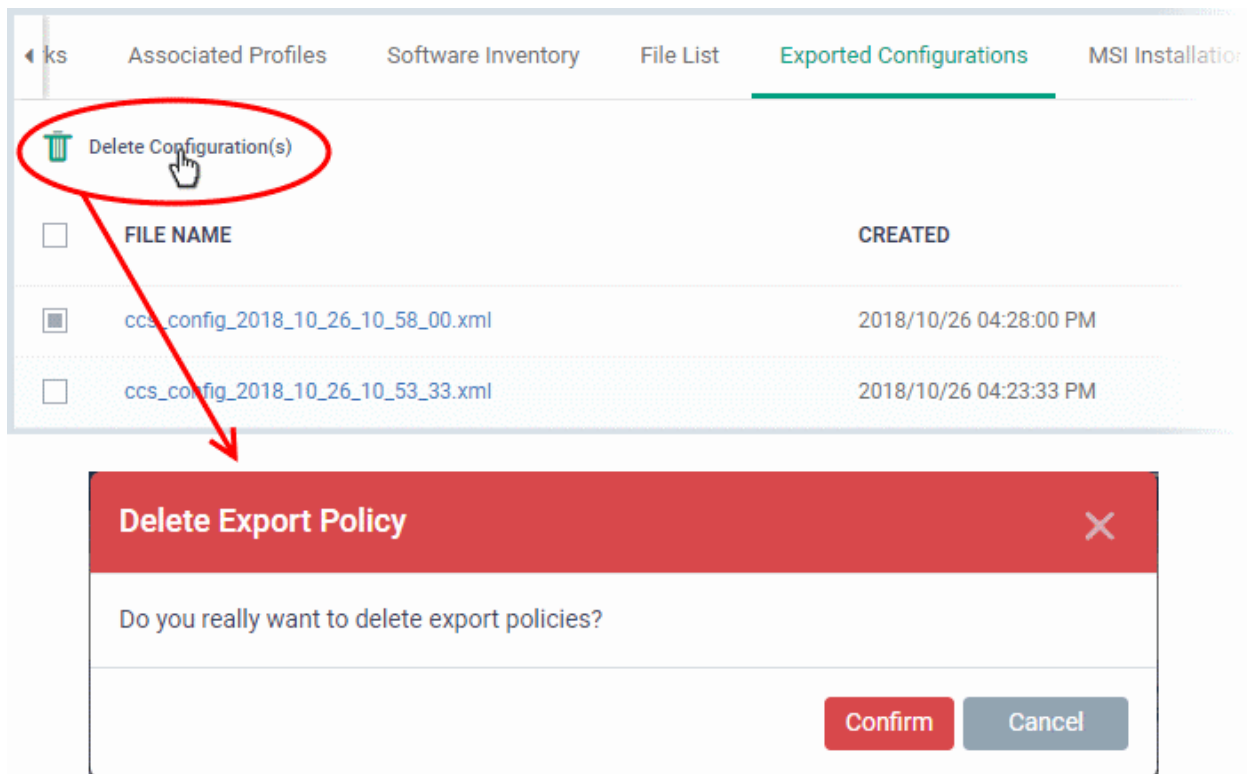 ks Associated Profiles Software Inventory File List Exported Configurations MSI Installation
Delete Configuration(s)
FILE NAME CREATED
ccs_config_2018_10_26_10_58_00.xml 2018/10/26 04:28:00 PM
ccs_config_2018_10_26_10_53_33.xml 2018/10/26 04:23:33 PM
Delete Export Policy
Do you really want to delete export policies?
Confirm Cancel